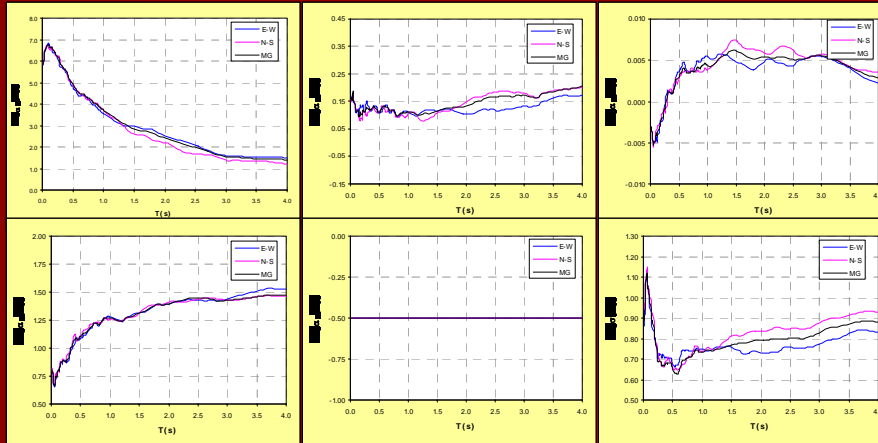 8.0
7.0
6.0
5.0
4.0
3.0
2.0
1.0
0.0
0.0 0.5 1.0 1.5 2.0 2.5 3.0 3.5 4.0
T(s)
E-W
N-S
MG
0.45
0.35
0.25
0.15
0.05
-0.05
-0.15
0.0 0.5 1.0 1.5 2.0 2.5 3.0 3.5 4.0
T(s)
E-W
N-S
MG
0.010
0.005
0.000
-0.005
-0.010
0.0 0.5 1.0 1.5 2.0 2.5 3.0 3.5 4.0
T(s)
E-W
N-S
MG
2.00
1.75
1.50
1.25
1.00
0.75
0.50
0.0 0.5 1.0 1.5 2.0 2.5 3.0 3.5 4.0
T(s)
E-W
N-S
MG
0.00
-0.25
-0.50
-0.75
-1.00
0.0 0.5 1.0 1.5 2.0 2.5 3.0 3.5 4.0
T(s)
E-W
N-S
MG
1.30
1.20
1.10
1.00
0.90
0.80
0.70
0.60
0.50
0.0 0.5 1.0 1.5 2.0 2.5 3.0 3.5 4.0
T(s)
E-W
N-S
MG